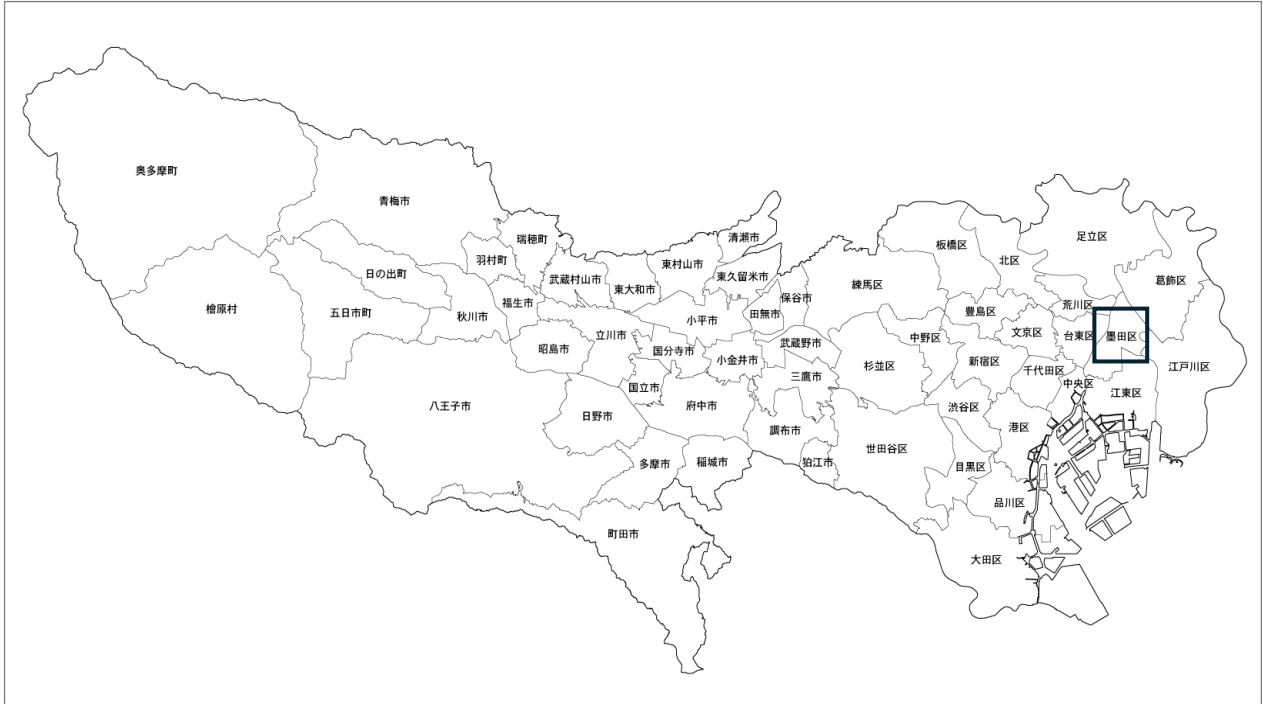 奥多摩町
青梅市
瑞穂町
羽村町
日の出町
檜原村
五日市町
秋川市
福生市
武蔵村山市
東大和市
東村山市
清瀬市
東久留米市
小平市
田無市
保谷市
昭島市
立川市
国分寺市
小金井市
武蔵野市
三鷹市
国立市
八王子市
日野市
府中市
調布市
狛江市
多摩市
稲城市
町田市
練馬区
板橋区
北区
足立区
葛飾区
荒川区
豊島区
文京区
台東区
墨田区
江戸川区
中野区
杉並区
新宿区
千代田区
中央区
江東区
渋谷区
港区
世田谷区
目黒区
品川区
大田区